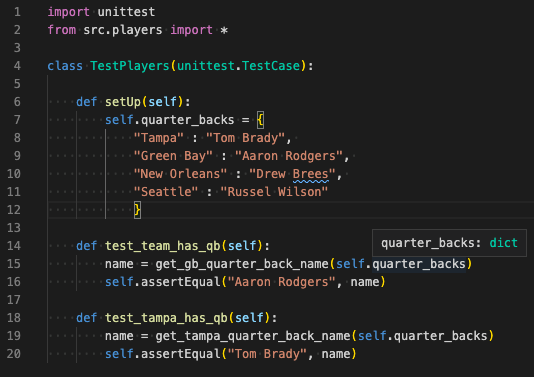 1 import unittest
2 from src.players import *
3
4 class TestPlayers(unittest.TestCase):
5
6 def setUp(self):
7 self.quarter_backs = {
8 "Tampa" : "Tom Brady",
9 "Green Bay" : "Aaron Rodgers",
10 "New Orleans" : "Drew Brees",
11 "Seattle" : "Russel Wilson"
12 }
13
quarter_backs: dict
14 def test_team_has_qb(self):
15 name = get_gb_quarter_back_name(self.quarter_backs)
16 self.assertEqual("Aaron Rodgers", name)
17
18 def test_tampa_has_qb(self):
19 name = get_tampa_quarter_back_name(self.quarter_backs)
20 self.assertEqual("Tom Brady", name)